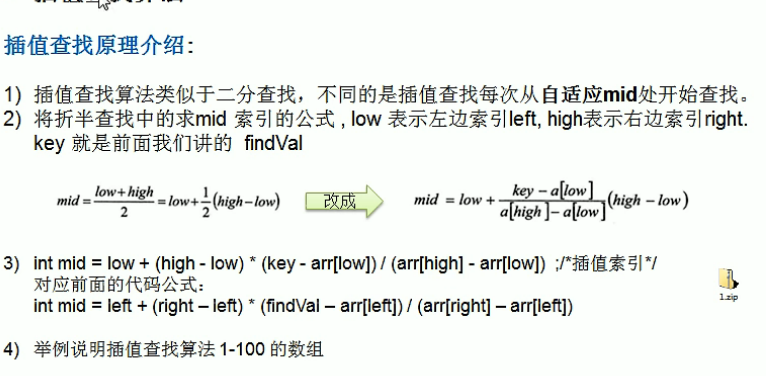 插值查找原理介绍:
1) 插值查找算法类似于二分查找，不同的是插值查找每次从自适应mid处开始查找。
2) 将折半查找中的求mid 索引的公式 , low 表示左边索引left, high表示右边索引right.
key 就是前面我们讲的 findVal
mid = (low+high)/2 = low + 1/2 (high-low) 改成 mid = low + (key - a[low])/(a[high] - a[low]) (high - low)
3) int mid = low + (high - low) * (key - arr[low]) / (arr[high] - arr[low]) ;/*插值索引*/
对应前面的代码公式：
int mid = left + (right – left) * (findVal – arr[left]) / (arr[right] – arr[left])
1.zip
4) 举例说明插值查找算法 1-100 的数组